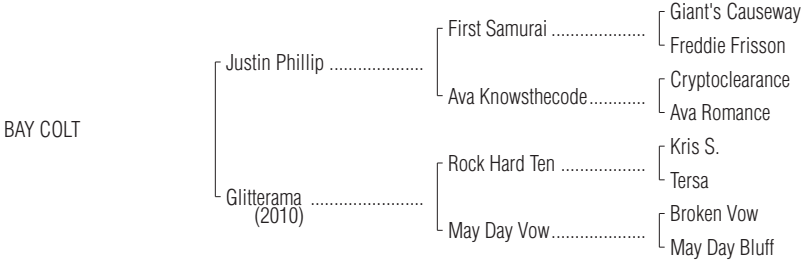 Giant's Causeway
First Samurai ....................
Freddie Frisson
Justin Phillip ....................
Cryptoclearance
Ava Knowsthecode............
Ava Romance
BAY COLT
Kris S.
Rock Hard Ten ..................
Tersa
Glitterama ........................
(2010)
Broken Vow
May Day Vow....................
May Day Bluff